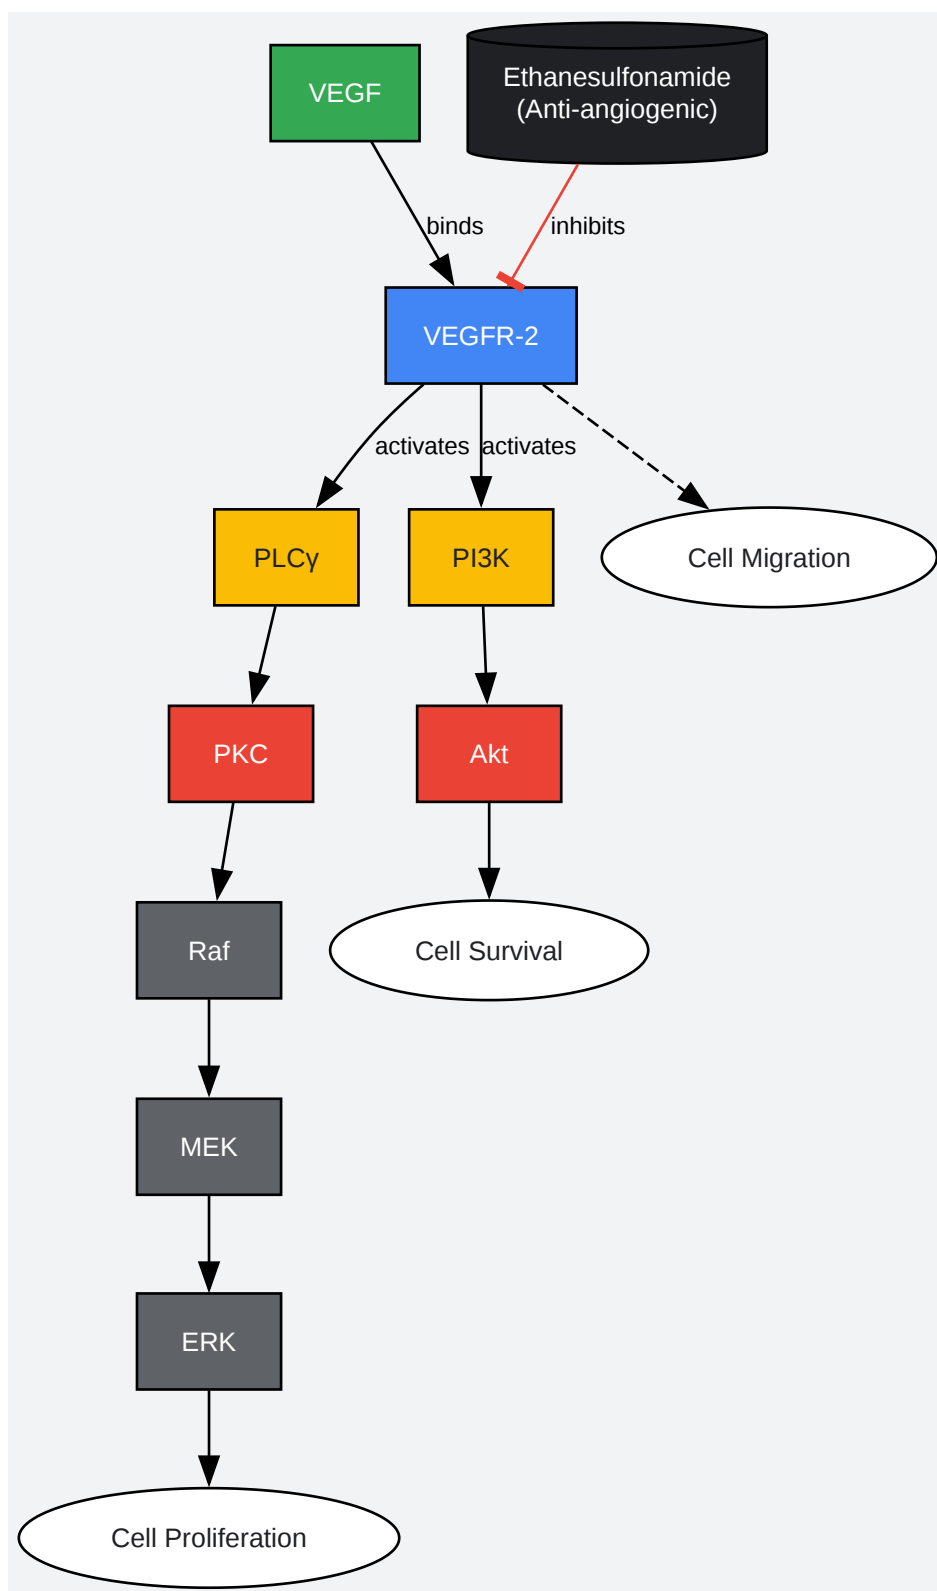 VEGF
Ethanesulfonamide
(Anti-angiogenic)
binds
inhibits
VEGFR-2
activates
activates
PLCγ
PI3K
Cell Migration
PKC
Akt
Raf
Cell Survival
MEK
ERK
Cell Proliferation